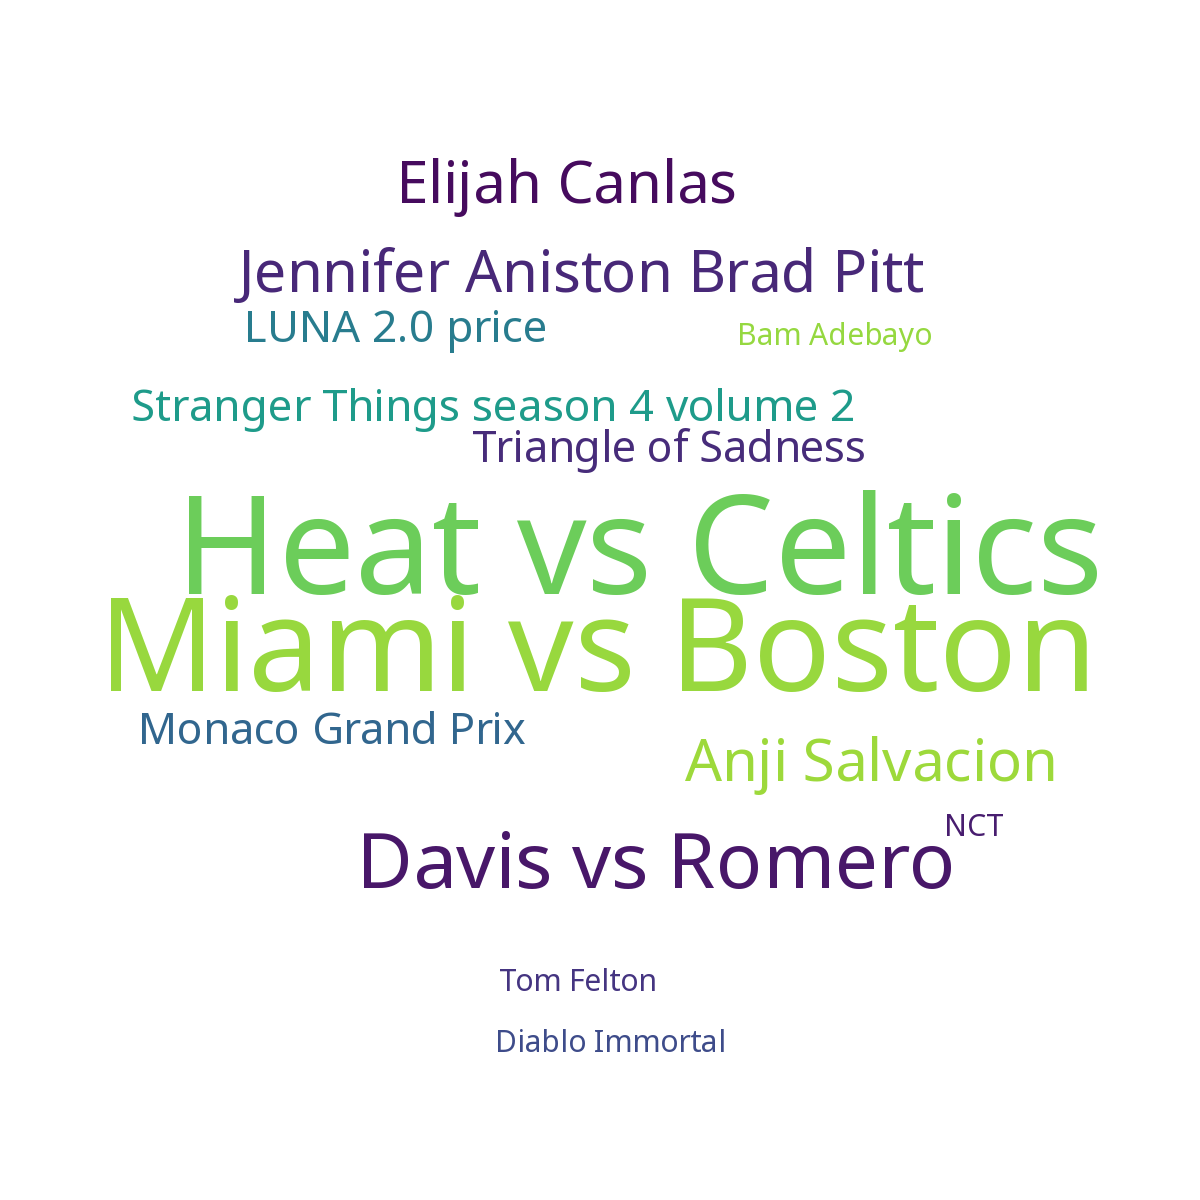 Elijah Canlas
Jennifer Aniston Brad Pitt
LUNA 2.0 price
Bam Adebayo
Stranger Things season 4 volume 2
Triangle of Sadness
Heat vs Celtics
Miami vs Boston
Monaco Grand Prix
Anji Salvacion
NCT
Davis vs Romero
Tom Felton
Diablo Immortal